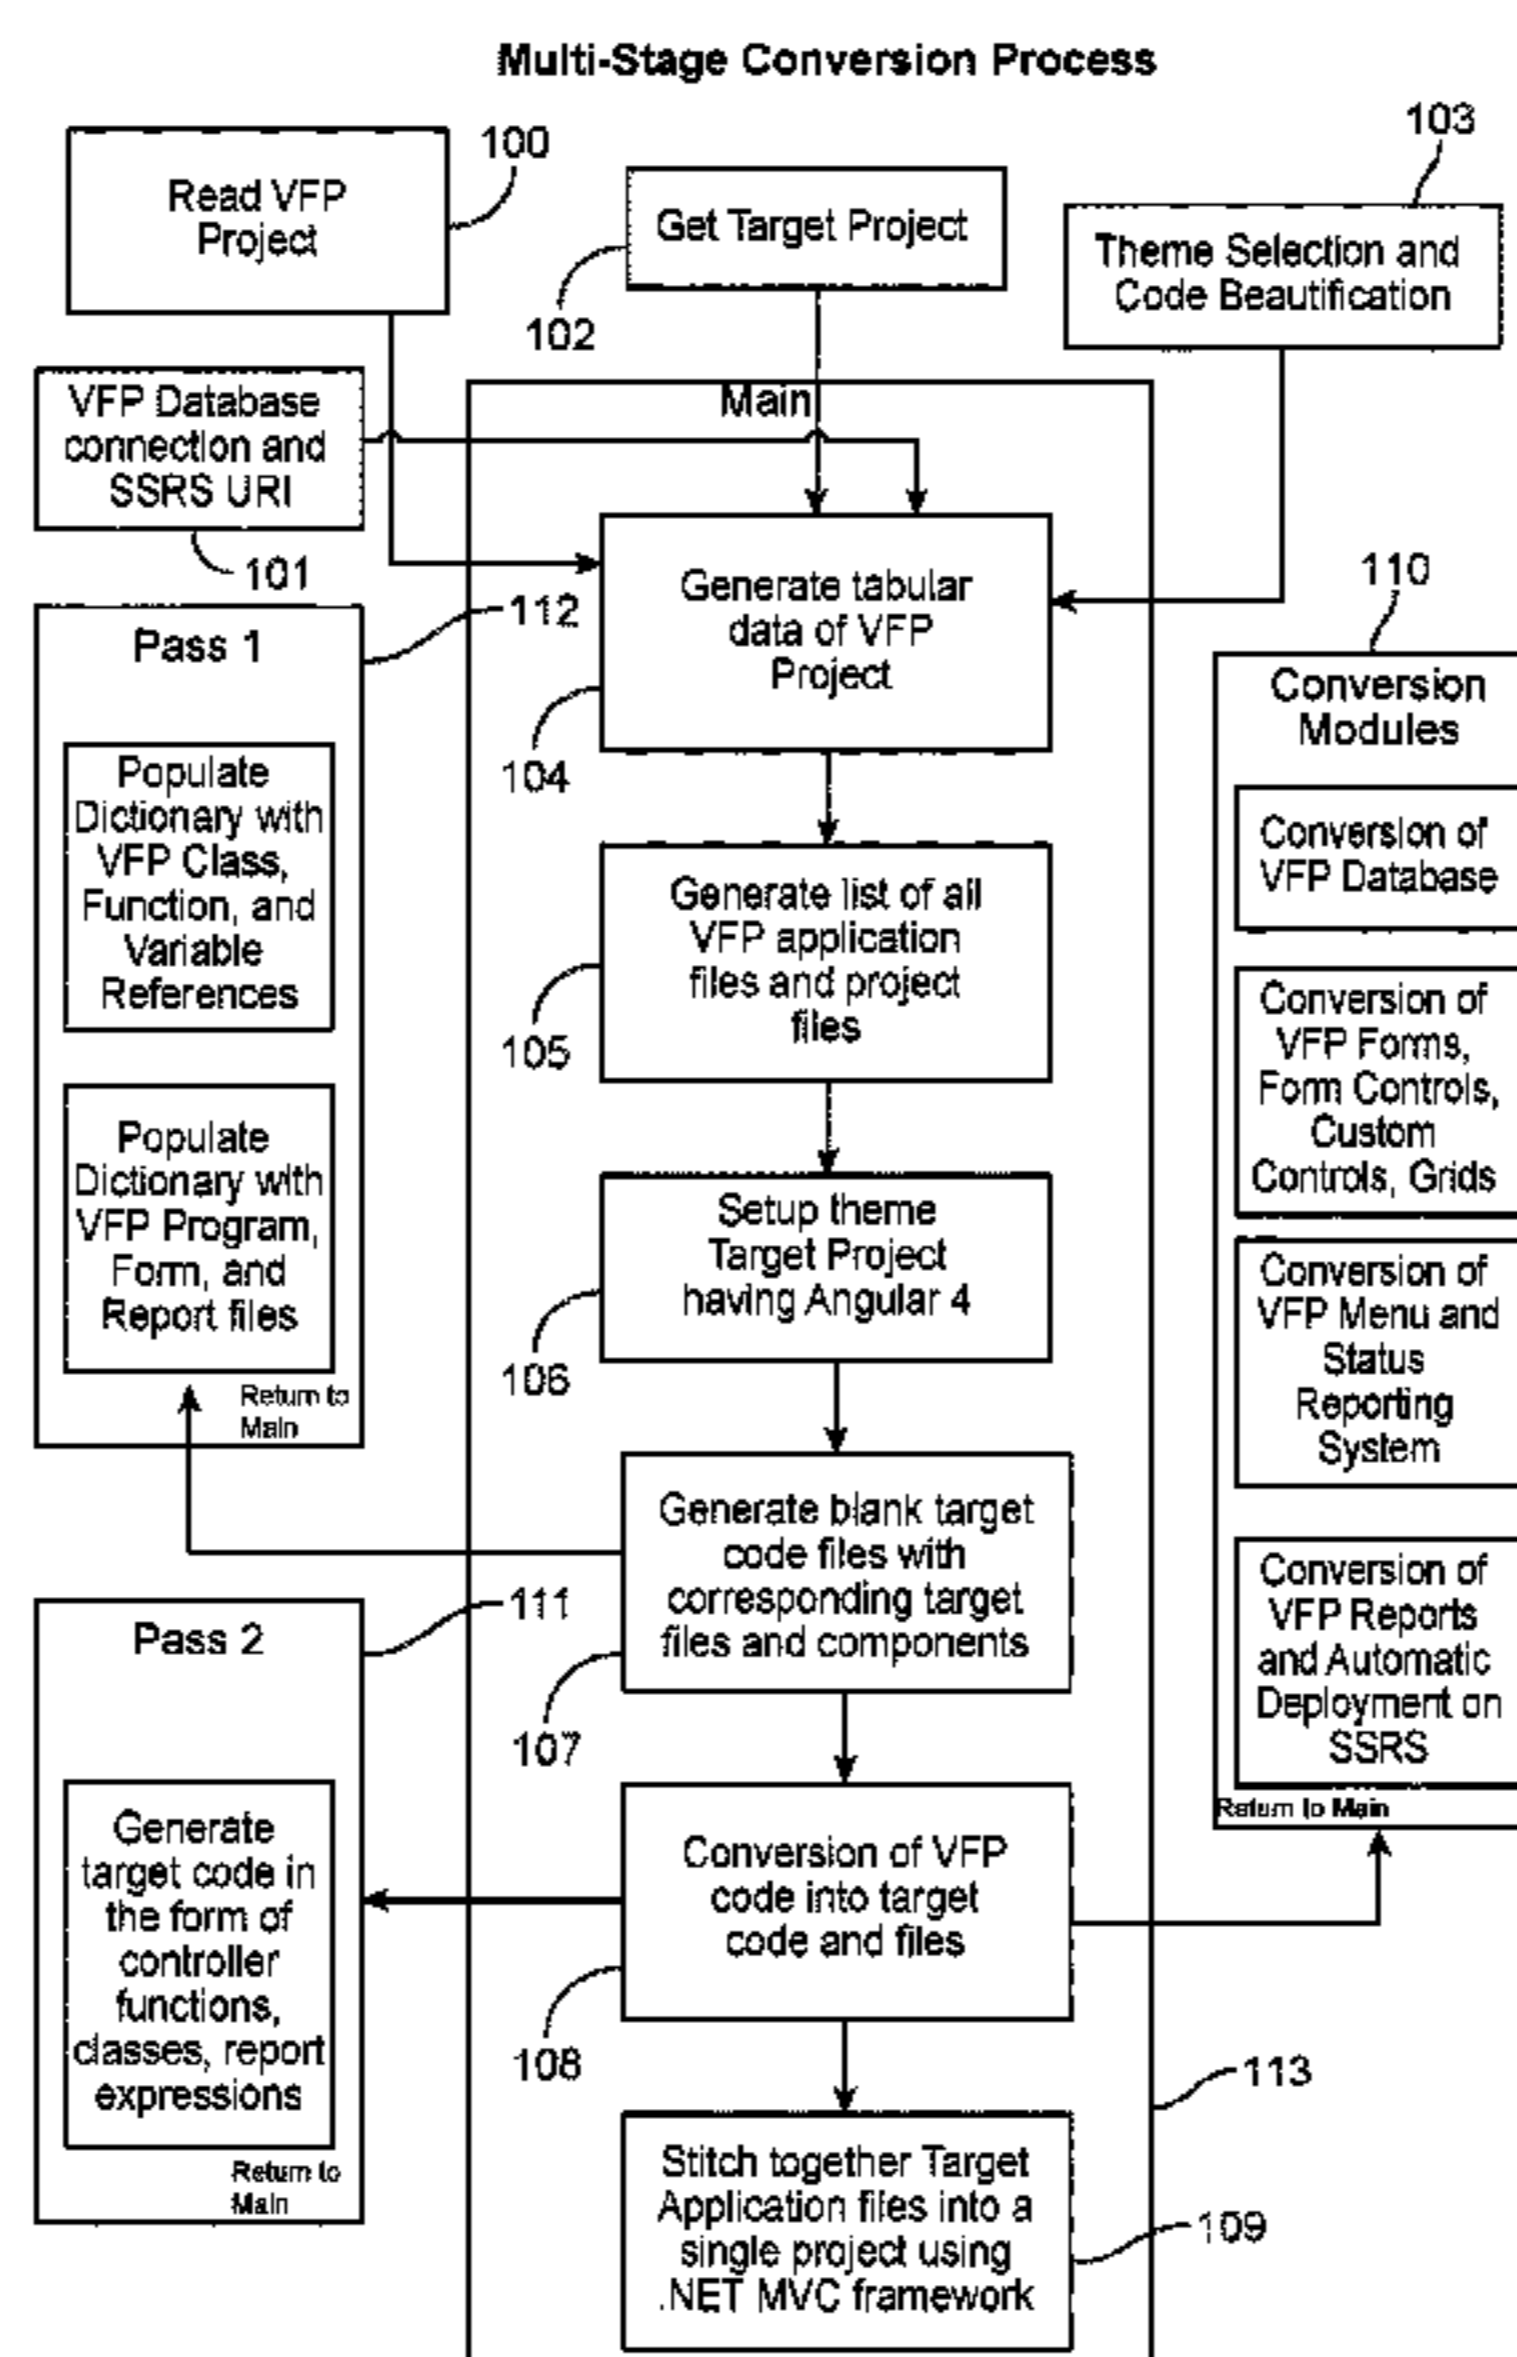 Multi-Stage Conversion Process
100
Read VFP
Project
102
Get Target Project
103
Theme Selection and
Code Beautification
VFP Database
connection and
SSRS URI
101
Main
112
Pass 1
Populate
Dictionary with
VFP Class,
Function, and
Variable
References
Populate
Dictionary with
VFP Program,
Form, and
Report files
Return to
Main
Generate tabular
data of VFP
Project
104
Generate list of all
VFP application
files and project
files
105
Setup theme
Target Project
having Angular 4
106
Generate blank target
code files with
corresponding target
files and components
107
Conversion of VFP
code into target
code and files
108
Stitch together Target
Application files into a
single project using
.NET MVC framework
109
113
110
Conversion
Modules
Conversion of
VFP Database
Conversion of
VFP Forms,
Form Controls,
Custom
Controls, Grids
Conversion of
VFP Menu and
Status
Reporting
System
Conversion of
VFP Reports
and Automatic
Deployment on
SSRS
Return to Main
111
Pass 2
Generate
target code in
the form of
controller
functions,
classes, report
expressions
Return to
Main